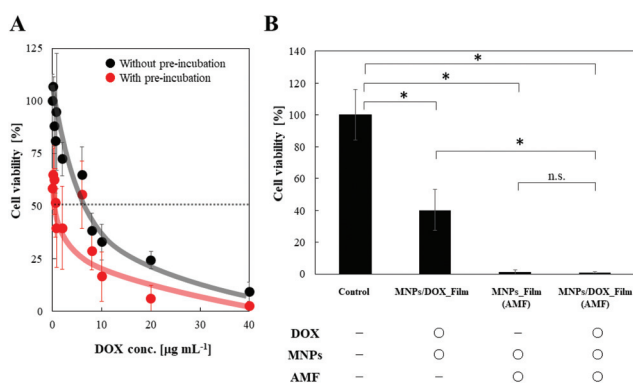 A
Cell viability [%]
125
100
75
50
25
0
0
10
20
30
40
DOX conc. [µg mL⁻¹]
Without pre-incubation
With pre-incubation
B
Cell viability [%]
140
120
100
80
60
40
20
0
*
*
*
n.s.
Control MNPs/DOX_Film MNPs_Film MNPs/DOX_Film
(AMF) (AMF)
DOX – ○ – ○
MNPs – ○ ○ ○
AMF – – ○ ○